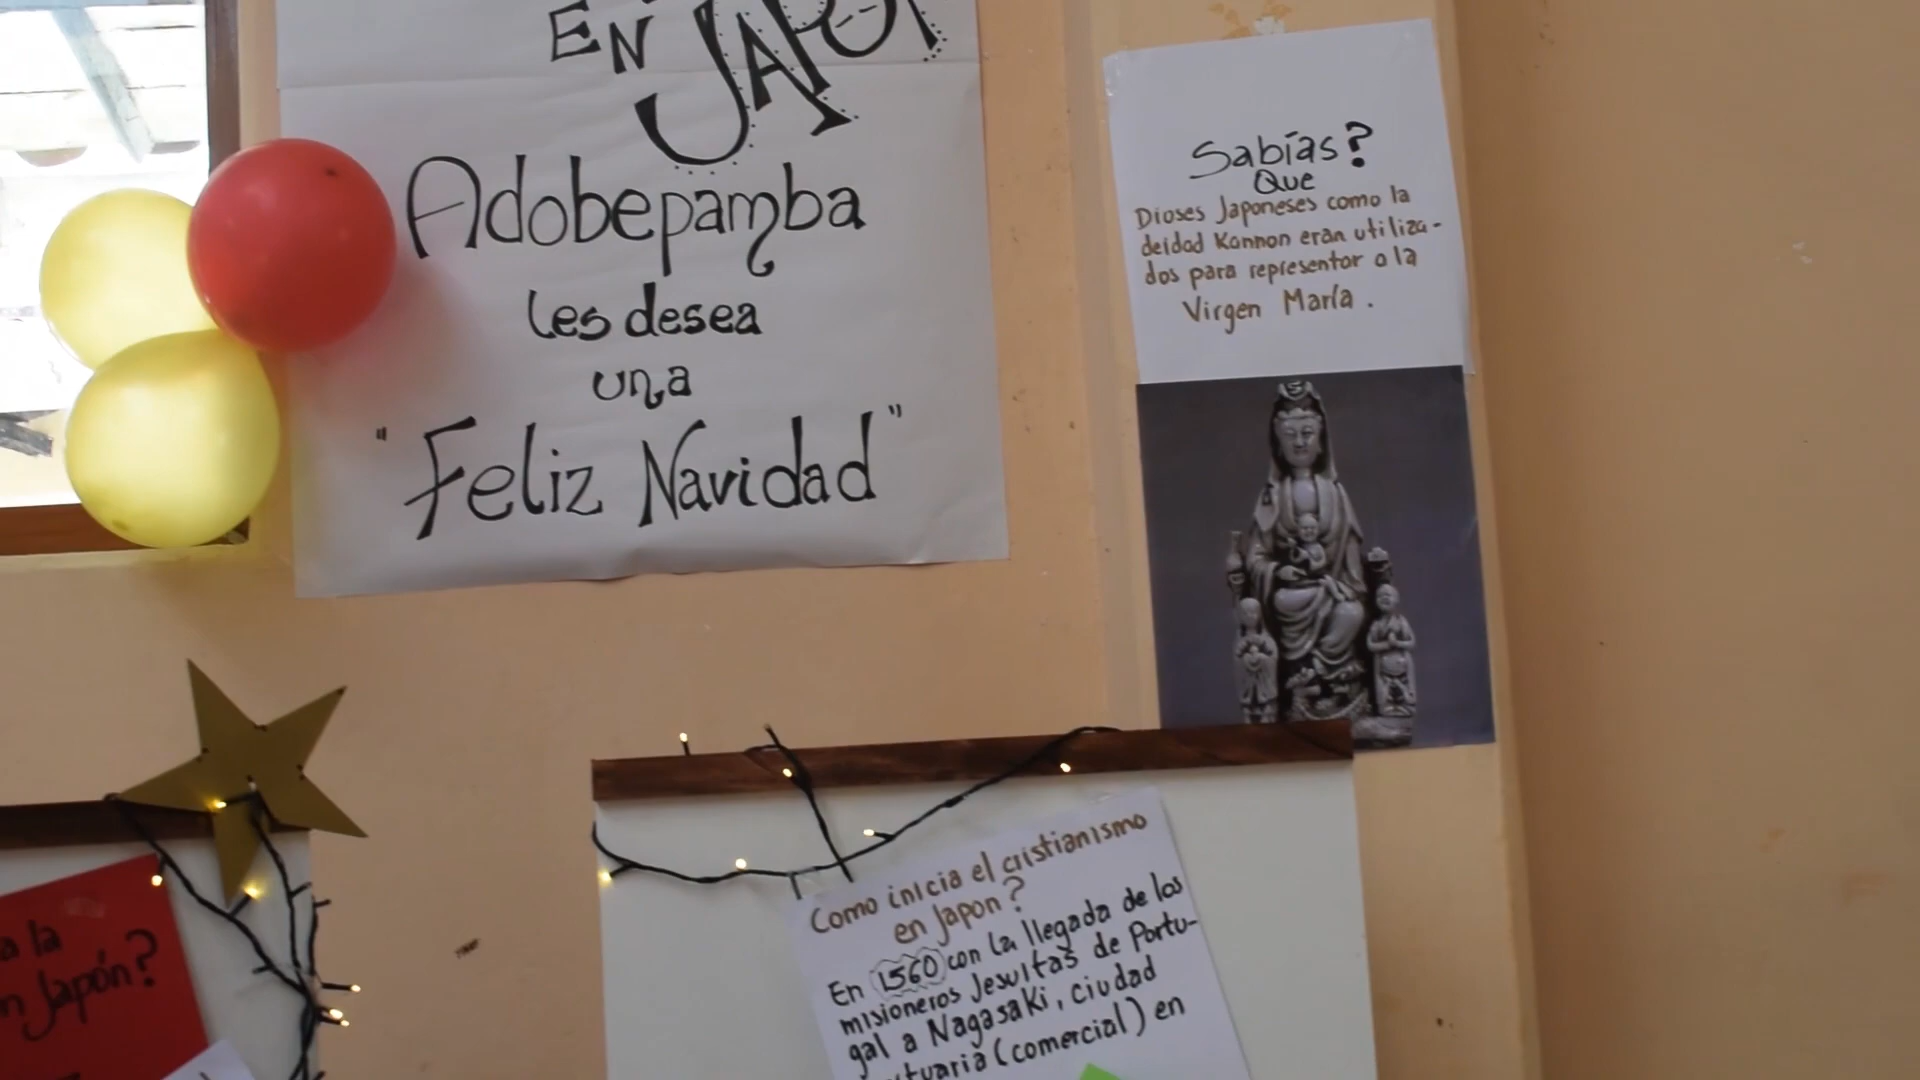 EN JAPÓN
Adobepamba
les desea
una
"Feliz Navidad"
Sabías?
Que
Dioses Japoneses como la
deidad Kannon eran utiliza-
dos para representar a la
Virgen María.
a la
n Japón?
Como inicia el cristianismo
en Japon?
En 1560 con la llegada de los
misioneros Jesuitas de Portu-
gal a Nagasaki, ciudad
tuaria (comercial) en